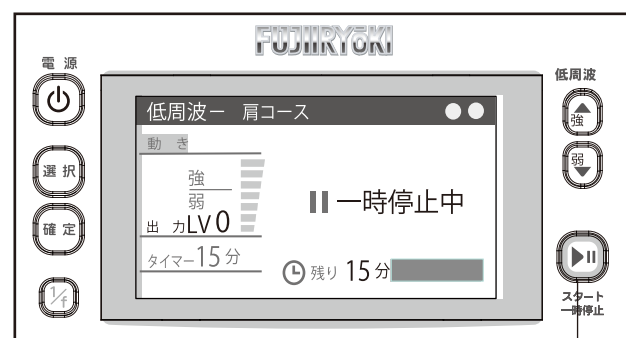 FUJIIRYOKI
電 源
選 択
確 定
1/f
低周波ー 肩コース
動 き
強
弱
出 力LV0
タイマー15分
一時停止中
残り 15分
低周波
強
弱
スタート
一時停止